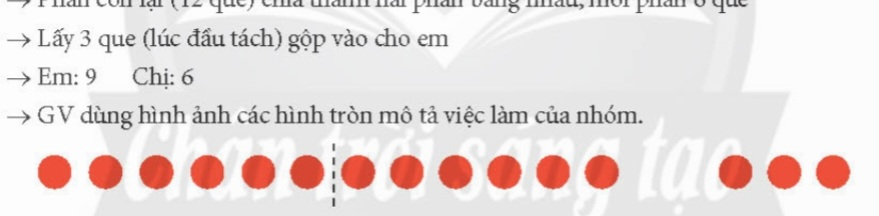 → Phần còn lại (12 que) chia thành hai phần bằng nhau, mỗi phần 6 que
→ Lấy 3 que (lúc đầu tách) gộp vào cho em
→ Em: 9 Chị: 6
→ GV dùng hình ảnh các hình tròn mô tả việc làm của nhóm.
Chân trời sáng tạo